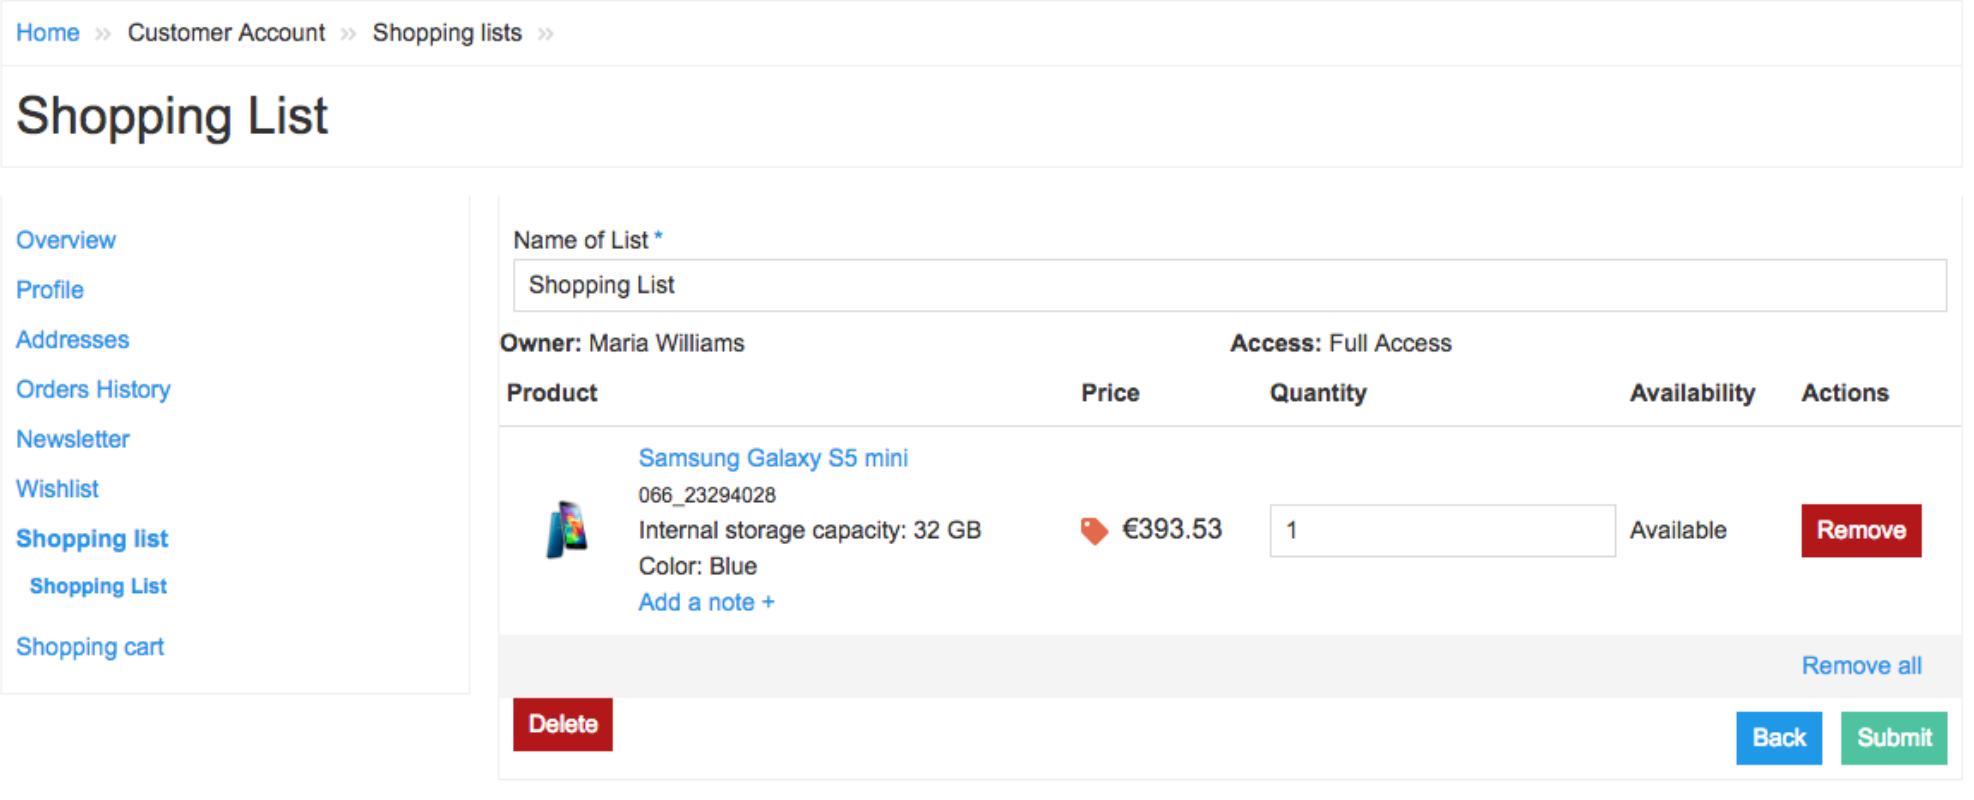 Home » Customer Account » Shopping lists »
Shopping List
Overview
Profile
Addresses
Orders History
Newsletter
Wishlist
Shopping list
Shopping List
Shopping cart
Name of List *
Shopping List
Owner: Maria Williams Access: Full Access
Product Price Quantity Availability Actions
Samsung Galaxy S5 mini
066_23294028
Internal storage capacity: 32 GB
Color: Blue
Add a note +
€393.53 1 Available Remove
Remove all
Delete
Back Submit